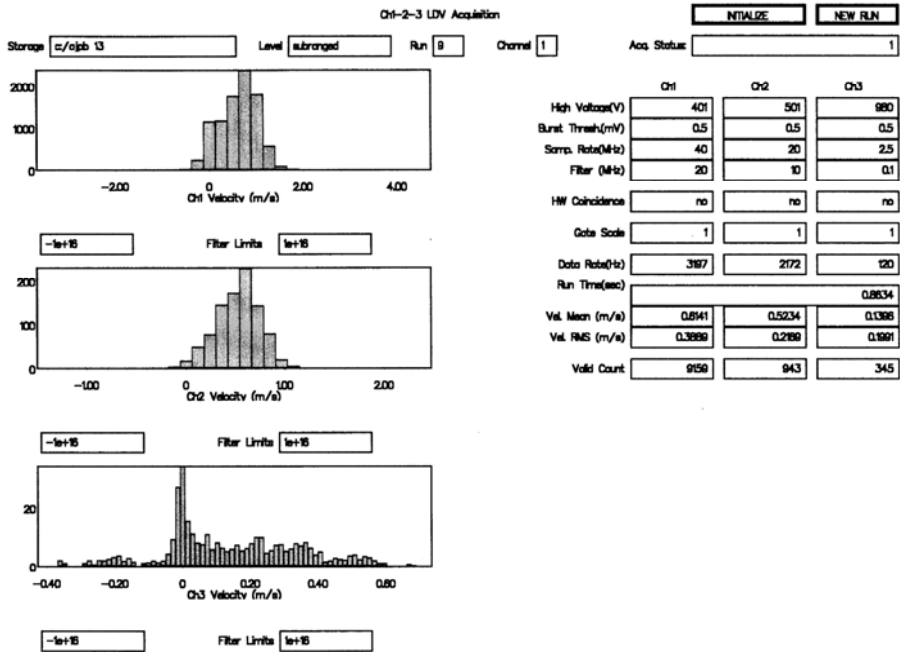 Ch1-2-3 LDV Acquisition
INITIALIZE NEW RUN
Storage c:/ojpb 13 Level subranged Run 9 Channel 1 Acq. Status: 1
2000
1000
0
-2.00 0 2.00 4.00
Ch1 Velocity (m/s)
-1e+16 Filter Limits 1e+16
200
100
0
-1.00 0 1.00 2.00
Ch2 Velocity (m/s)
-1e+16 Filter Limits 1e+16
20
0
-0.40 -0.20 0 0.20 0.40 0.60
Ch3 Velocity (m/s)
-1e+16 Filter Limits 1e+16
Ch1 Ch2 Ch3
High Voltage(V) 401 501 980
Burst Thresh.(mV) 0.5 0.5 0.5
Samp. Rate(MHz) 40 20 2.5
Filter (MHz) 20 10 0.1
HW Coincidence no no no
Gate Scale 1 1 1
Data Rate(Hz) 3197 2172 120
Run Time(sec) 0.8634
Vel. Mean (m/s) 0.6141 0.5234 0.1396
Vel. RMS (m/s) 0.3889 0.2189 0.1991
Valid Count 9159 943 345